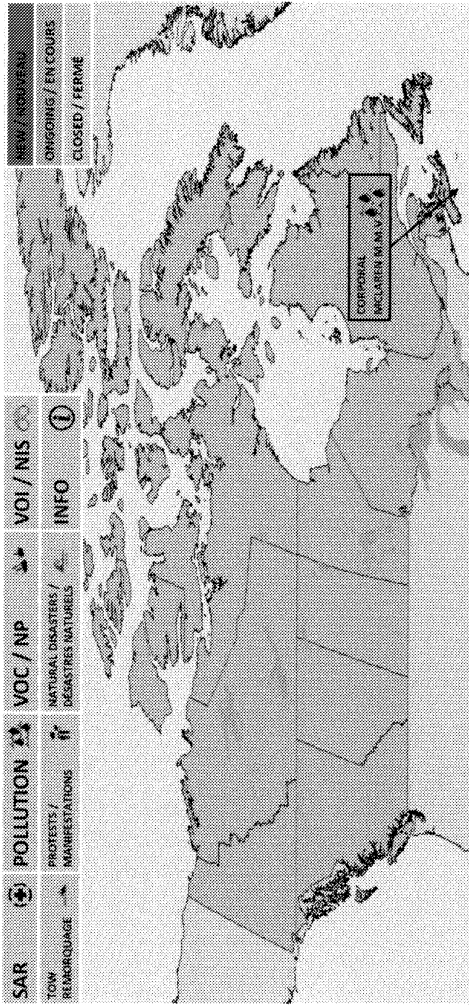 SAR
POLLUTION
VOC / NP
VOI / NIS
TOW
REMORQUAGE
PROTESTS /
MANIFESTATIONS
NATURAL DISASTERS /
DÉSASTRES NATURELS
INFO
NEW / NOUVEAU
ONGOING / EN COURS
CLOSED / FERMÉ
CORPORAL
MCLAREN M.M.V